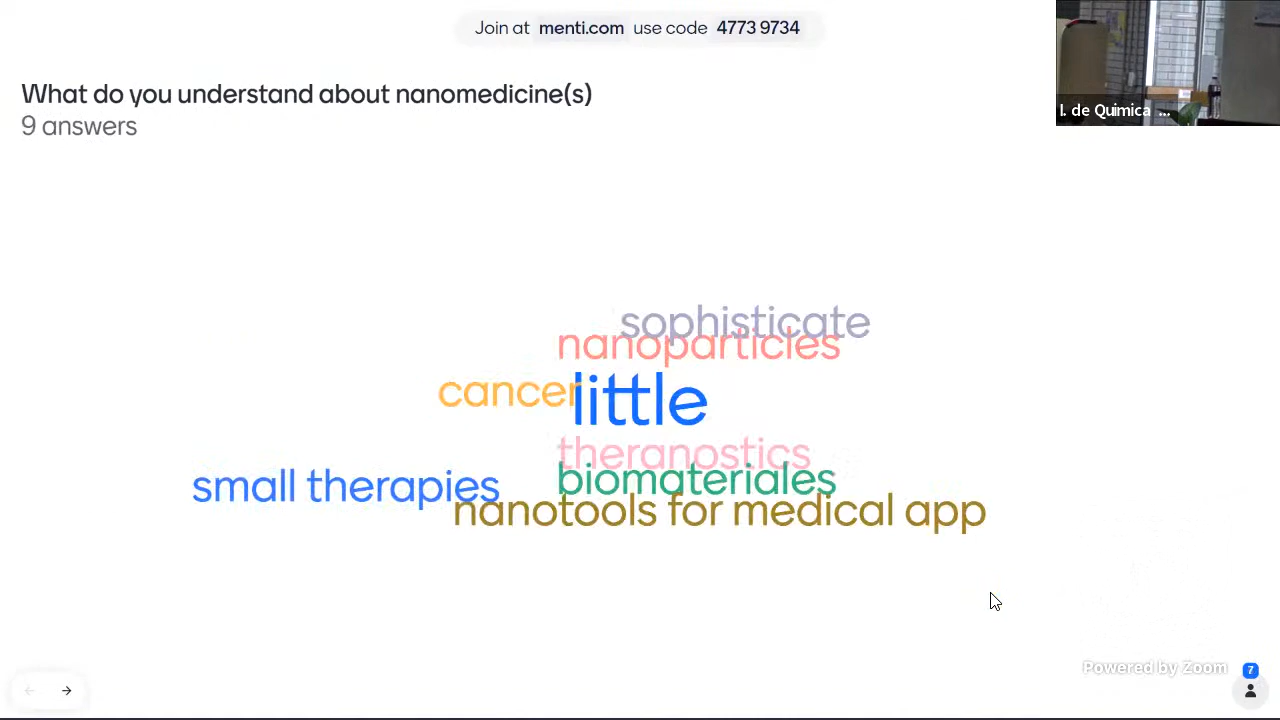 Join at menti.com use code 4773 9734
I. de Quimica ...
What do you understand about nanomedicine(s)
9 answers
sophisticate
nanoparticles
cancer
little
theranostics
biomateriales
small therapies
nanotools for medical app
Powered by Zoom
7